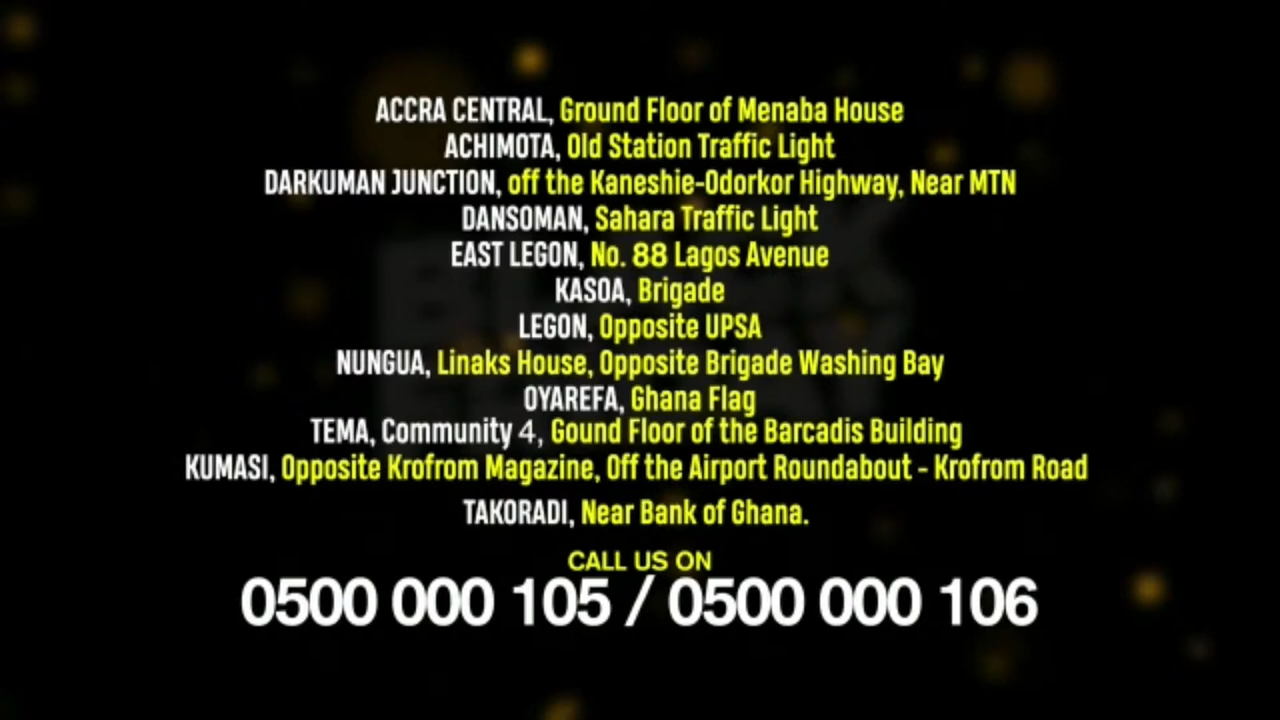 ACCRA CENTRAL, Ground Floor of Menaba House
ACHIMOTA, Old Station Traffic Light
DARKUMAN JUNCTION, off the Kaneshie-Odorkor Highway, Near MTN
DANSOMAN, Sahara Traffic Light
EAST LEGON, No. 88 Lagos Avenue
KASOA, Brigade
LEGON, Opposite UPSA
NUNGUA, Linaks House, Opposite Brigade Washing Bay
OYAREFA, Ghana Flag
TEMA, Community 4, Gound Floor of the Barcadis Building
KUMASI, Opposite Krofrom Magazine, Off the Airport Roundabout - Krofrom Road
TAKORADI, Near Bank of Ghana.
CALL US ON
0500 000 105 / 0500 000 106